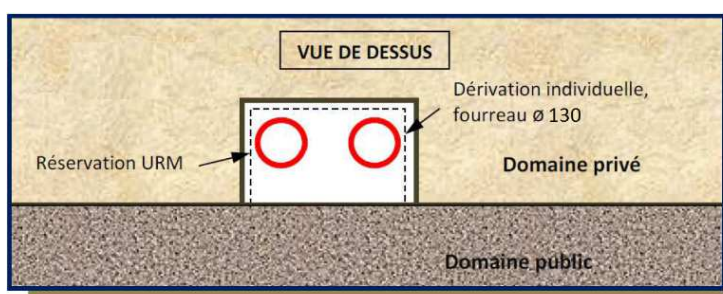 VUE DE DESSUS
Dérivation individuelle,
fourreau ø 130
Réservation URM
Domaine privé
Domaine public